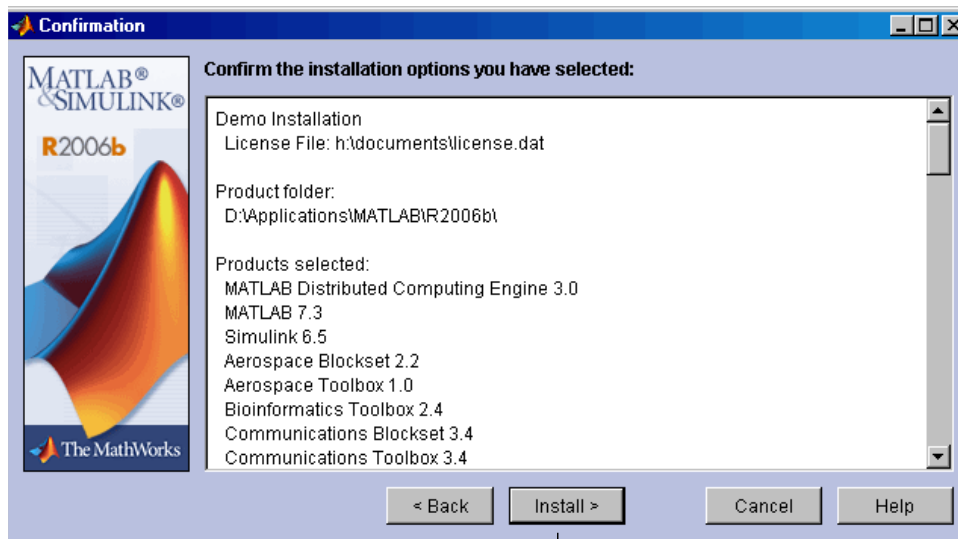 Confirmation
MATLAB®
&SIMULINK®
R2006b
The MathWorks
Confirm the installation options you have selected:
Demo Installation
License File: h:\documents\license.dat
Product folder:
D:\Applications\MATLAB\R2006b\
Products selected:
MATLAB Distributed Computing Engine 3.0
MATLAB 7.3
Simulink 6.5
Aerospace Blockset 2.2
Aerospace Toolbox 1.0
Bioinformatics Toolbox 2.4
Communications Blockset 3.4
Communications Toolbox 3.4
< Back
Install >
Cancel
Help